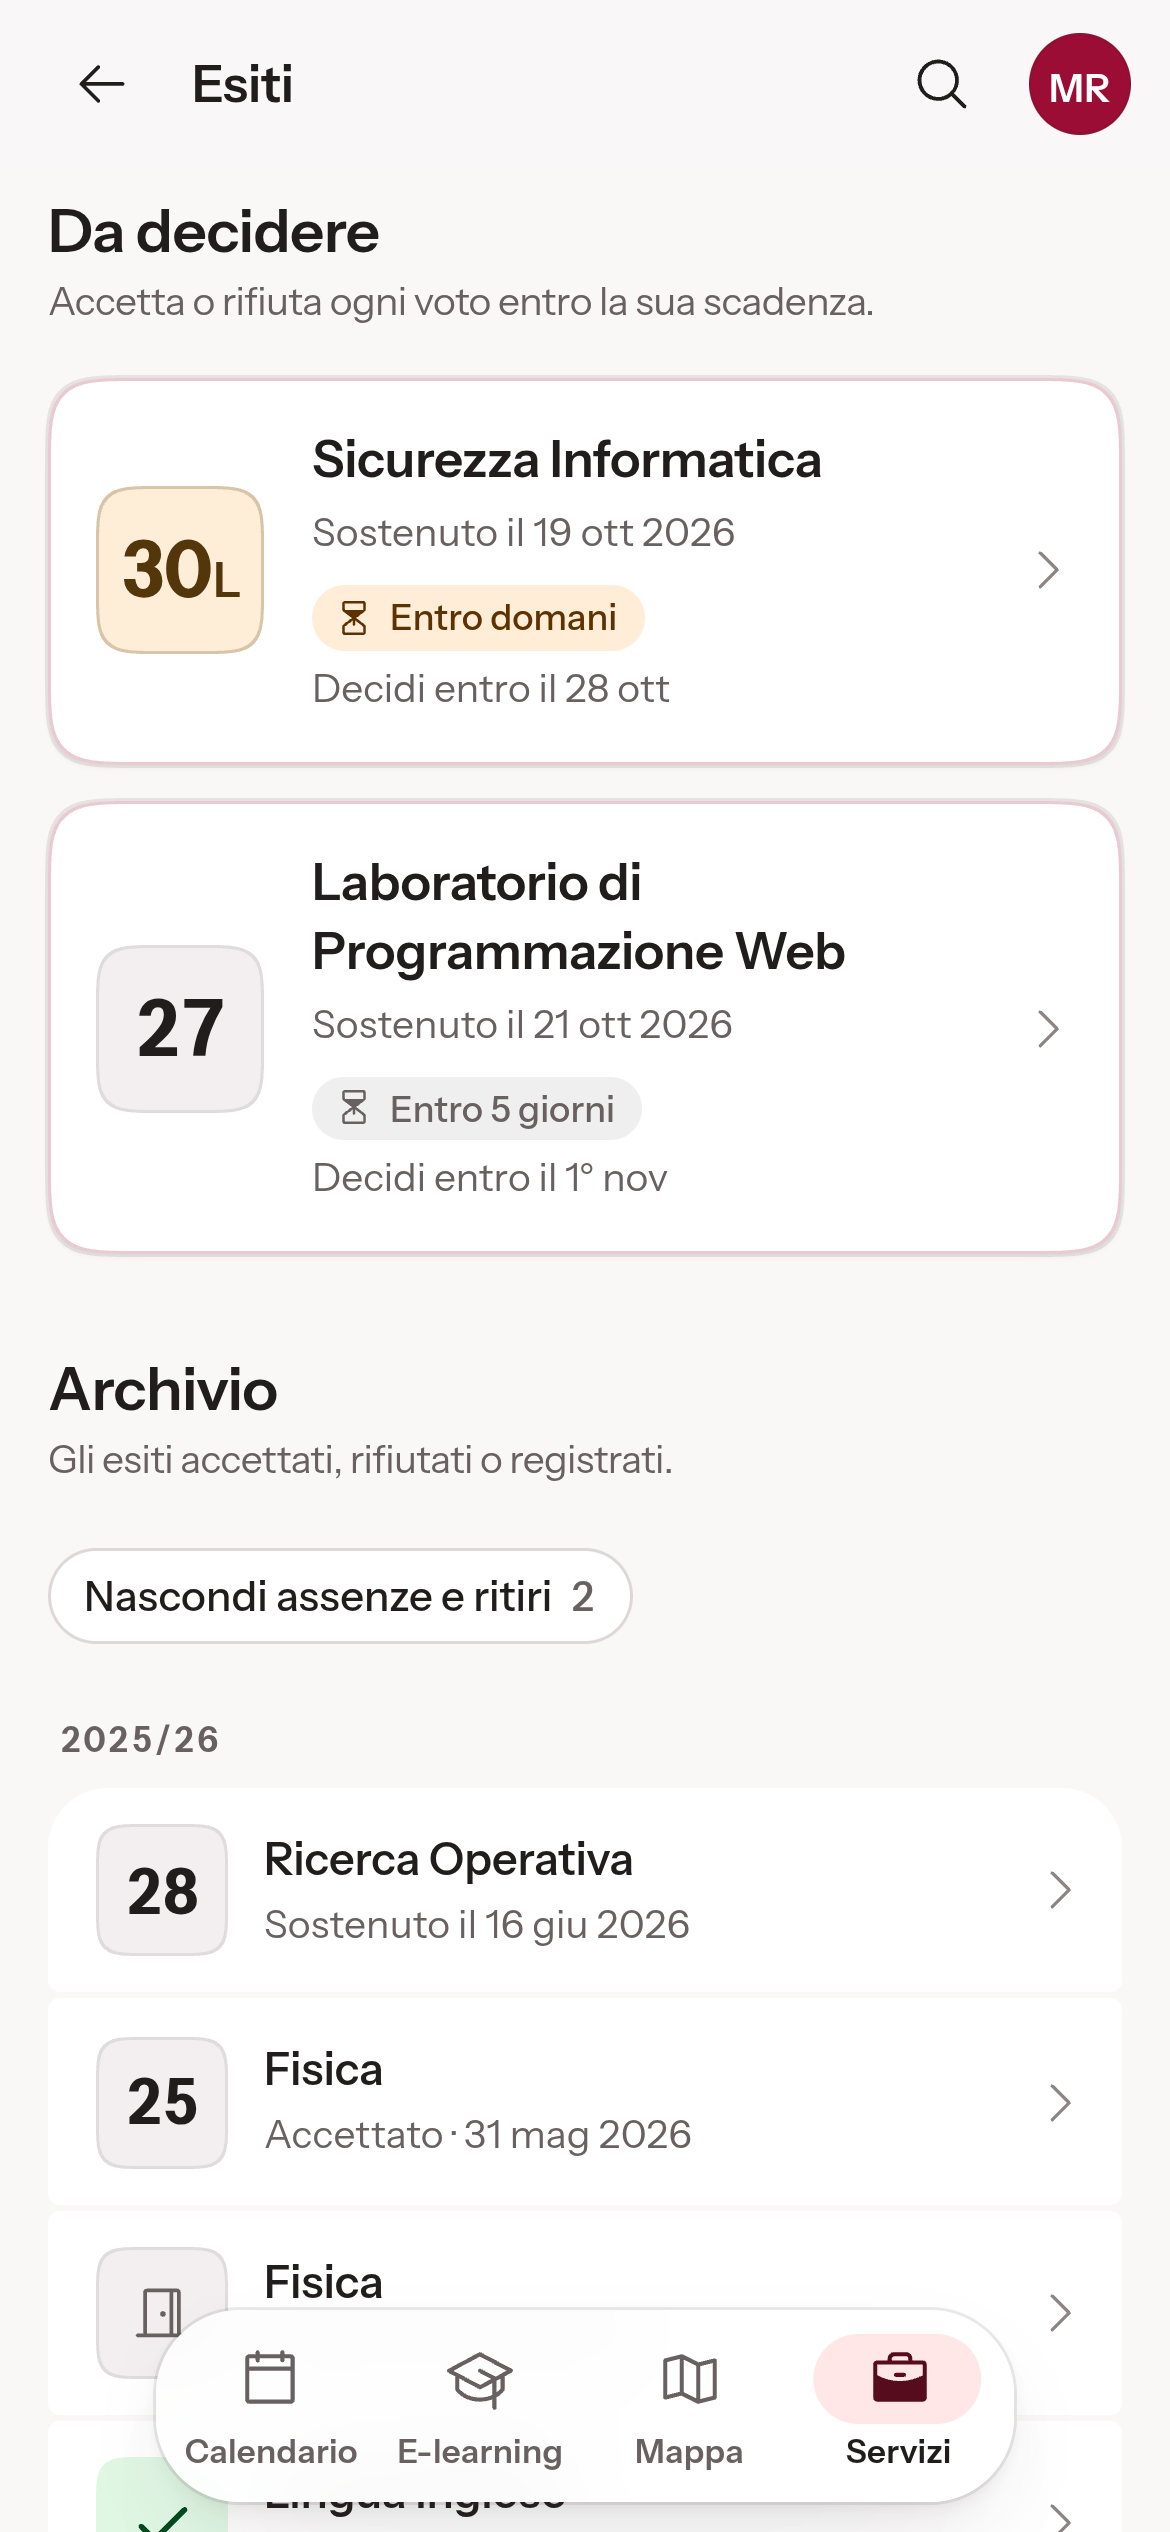 Esiti
MR
Da decidere
Accetta o rifiuta ogni voto entro la sua scadenza.
Sicurezza Informatica
Sostenuto il 19 ott 2026
30L
Entro domani
Decidi entro il 28 ott
Laboratorio di
Programmazione Web
27
Sostenuto il 21 ott 2026
Entro 5 giorni
Decidi entro il 1° nov
Archivio
Gli esiti accettati, rifiutati o registrati.
Nascondi assenze e ritiri 2
2025/26
28
Ricerca Operativa
Sostenuto il 16 giu 2026
25
Fisica
Accettato · 31 mag 2026
Fisica
Calendario
E-learning
Mappa
Servizi